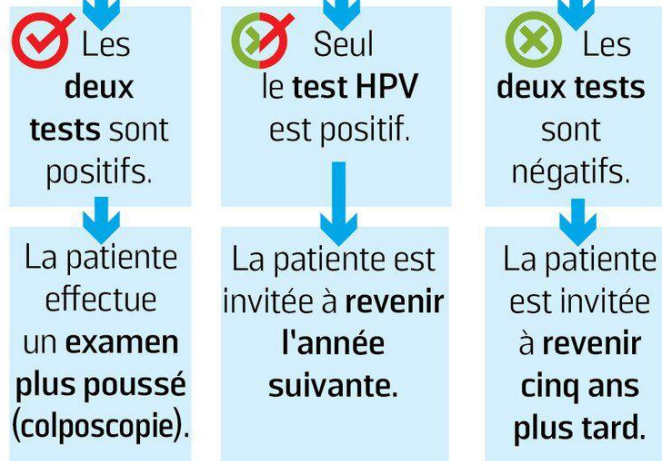 Les
deux
tests sont
positifs.
La patiente
effectue
un examen
plus poussé
(colposcopie).
Seul
le test HPV
est positif.
La patiente est
invitée à revenir
l'année
suivante.
Les
deux tests
sont
négatifs.
La patiente
est invitée
à revenir
cinq ans
plus tard.